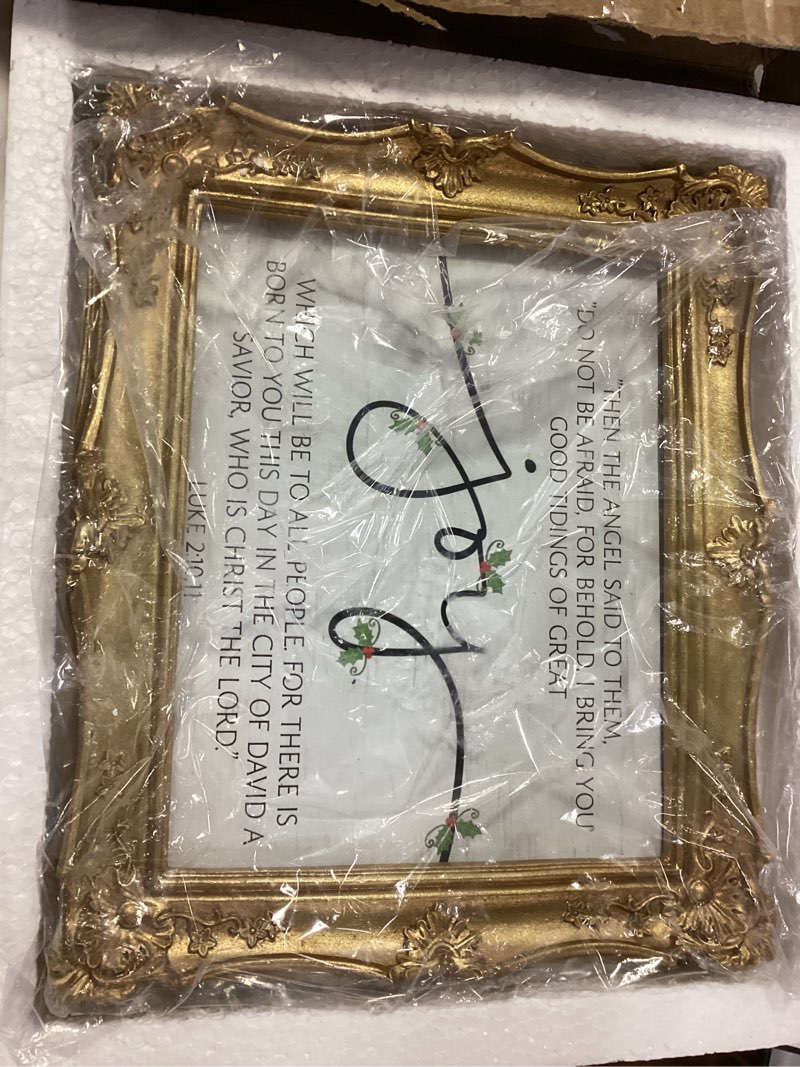 "THEN THE ANGEL SAID TO THEM,
"DO NOT BE AFRAID, FOR BEHOLD, I BRING YOU
GOOD TIDINGS OF GREAT
joy
WHICH WILL BE TO ALL PEOPLE. FOR THERE IS
BORN TO YOU THIS DAY IN THE CITY OF DAVID A
SAVIOR, WHO IS CHRIST THE LORD."
LUKE 2:10-11